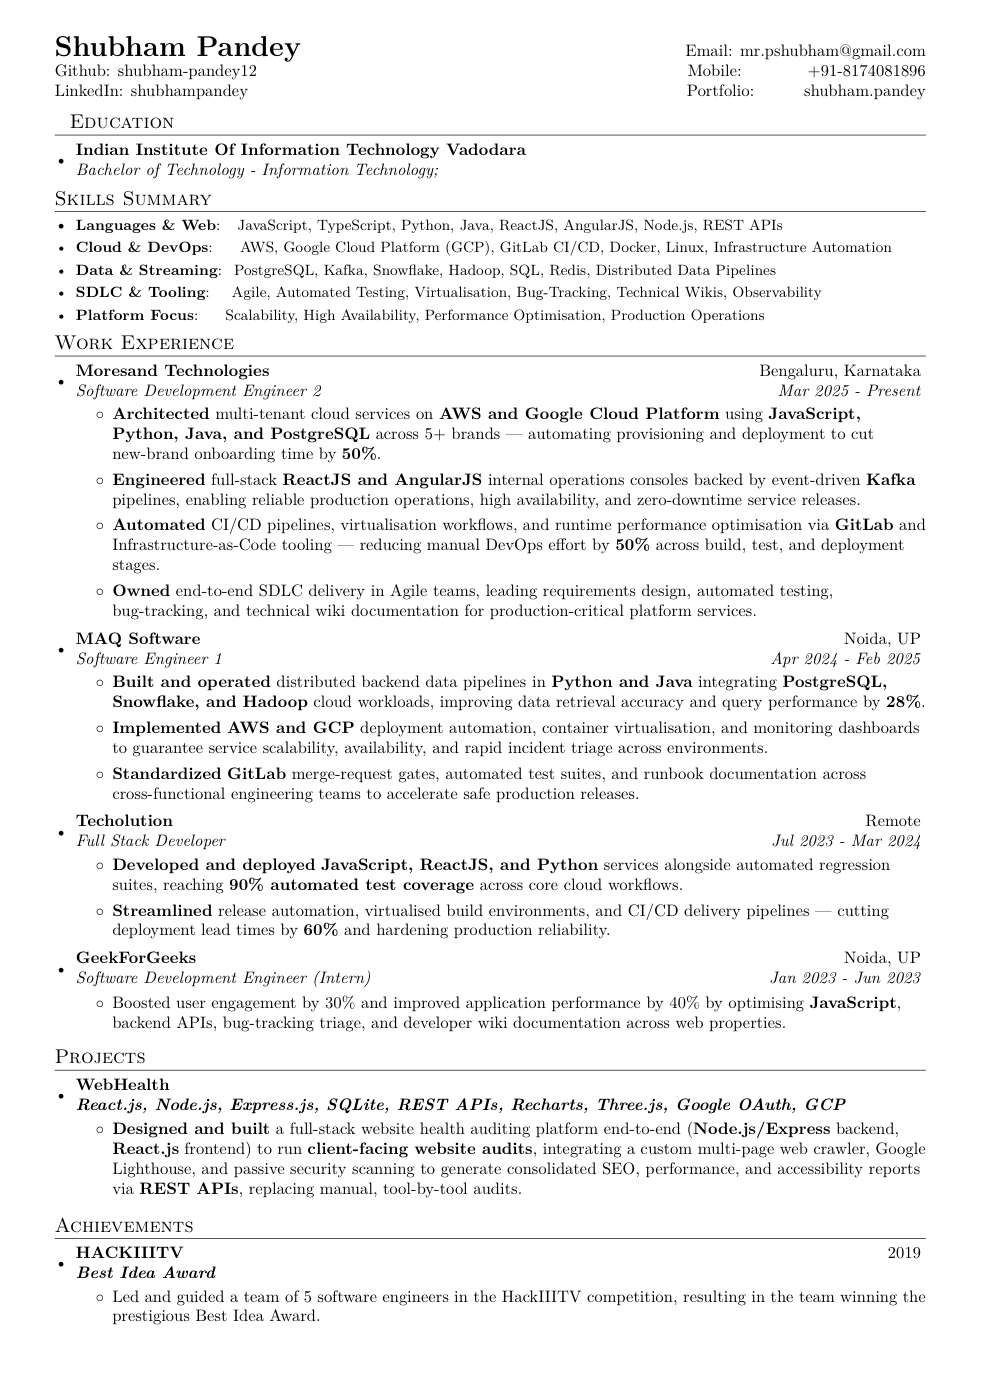 Shubham Pandey
Github: shubham-pandey12
LinkedIn: shubhampandey
Email: mr.pshubham@gmail.com
Mobile: +91-8174081896
Portfolio: shubham.pandey
Education
• Indian Institute Of Information Technology Vadodara
Bachelor of Technology - Information Technology;
Skills Summary
• Languages & Web: JavaScript, TypeScript, Python, Java, ReactJS, AngularJS, Node.js, REST APIs
• Cloud & DevOps: AWS, Google Cloud Platform (GCP), GitLab CI/CD, Docker, Linux, Infrastructure Automation
• Data & Streaming: PostgreSQL, Kafka, Snowflake, Hadoop, SQL, Redis, Distributed Data Pipelines
• SDLC & Tooling: Agile, Automated Testing, Virtualisation, Bug-Tracking, Technical Wikis, Observability
• Platform Focus: Scalability, High Availability, Performance Optimisation, Production Operations
Work Experience
• Moresand Technologies Bengaluru, Karnataka
Software Development Engineer 2 Mar 2025 - Present
◦ Architected multi-tenant cloud services on AWS and Google Cloud Platform using JavaScript,
Python, Java, and PostgreSQL across 5+ brands — automating provisioning and deployment to cut
new-brand onboarding time by 50%.
◦ Engineered full-stack ReactJS and AngularJS internal operations consoles backed by event-driven Kafka
pipelines, enabling reliable production operations, high availability, and zero-downtime service releases.
◦ Automated CI/CD pipelines, virtualisation workflows, and runtime performance optimisation via GitLab and
Infrastructure-as-Code tooling — reducing manual DevOps effort by 50% across build, test, and deployment
stages.
◦ Owned end-to-end SDLC delivery in Agile teams, leading requirements design, automated testing,
bug-tracking, and technical wiki documentation for production-critical platform services.
• MAQ Software Noida, UP
Software Engineer 1 Apr 2024 - Feb 2025
◦ Built and operated distributed backend data pipelines in Python and Java integrating PostgreSQL,
Snowflake, and Hadoop cloud workloads, improving data retrieval accuracy and query performance by 28%.
◦ Implemented AWS and GCP deployment automation, container virtualisation, and monitoring dashboards
to guarantee service scalability, availability, and rapid incident triage across environments.
◦ Standardized GitLab merge-request gates, automated test suites, and runbook documentation across
cross-functional engineering teams to accelerate safe production releases.
• Techolution Remote
Full Stack Developer Jul 2023 - Mar 2024
◦ Developed and deployed JavaScript, ReactJS, and Python services alongside automated regression
suites, reaching 90% automated test coverage across core cloud workflows.
◦ Streamlined release automation, virtualised build environments, and CI/CD delivery pipelines — cutting
deployment lead times by 60% and hardening production reliability.
• GeekForGeeks Noida, UP
Software Development Engineer (Intern) Jan 2023 - Jun 2023
◦ Boosted user engagement by 30% and improved application performance by 40% by optimising JavaScript,
backend APIs, bug-tracking triage, and developer wiki documentation across web properties.
Projects
• WebHealth
React.js, Node.js, Express.js, SQLite, REST APIs, Recharts, Three.js, Google OAuth, GCP
◦ Designed and built a full-stack website health auditing platform end-to-end (Node.js/Express backend,
React.js frontend) to run client-facing website audits, integrating a custom multi-page web crawler, Google
Lighthouse, and passive security scanning to generate consolidated SEO, performance, and accessibility reports
via REST APIs, replacing manual, tool-by-tool audits.
Achievements
• HACKIIITV 2019
Best Idea Award
◦ Led and guided a team of 5 software engineers in the HackIIITV competition, resulting in the team winning the
prestigious Best Idea Award.